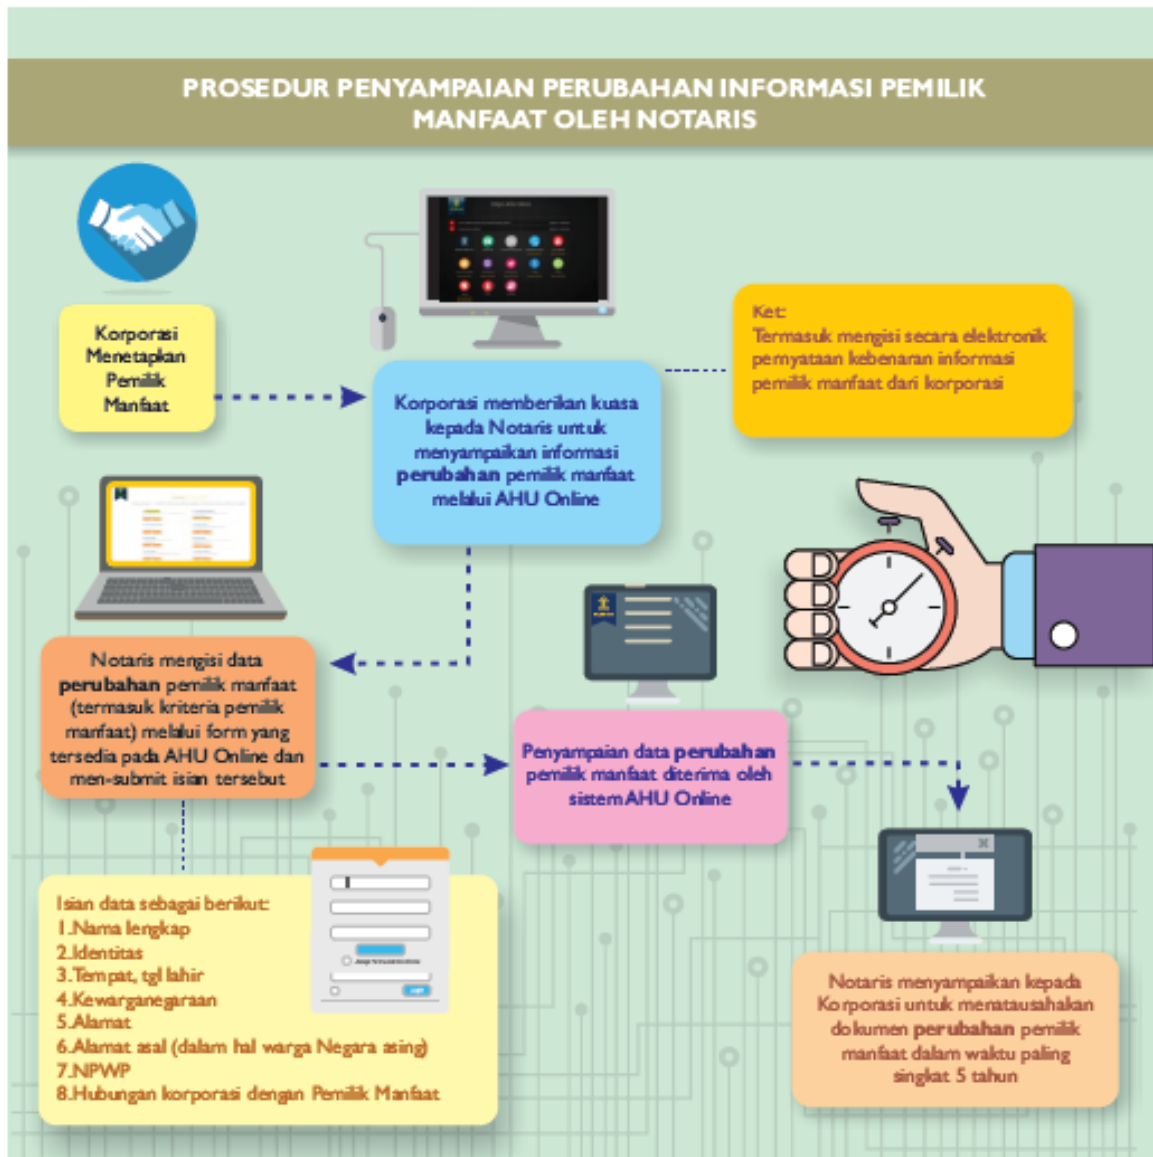 PROSEDUR PENYAMPAIAN PERUBAHAN INFORMASI PEMILIK
MANFAAT OLEH NOTARIS
Korporasi
Menetapkan
Pemilik
Manfaat
Korporasi memberikan kuasa
kepada Notaris untuk
menyampaikan informasi
perubahan pemilik manfaat
melalui AHU Online
Ket:
Termasuk mengisi secara elektronik
pernyataan kebenaran informasi
pemilik manfaat dari korporasi
Notaris mengisi data
perubahan pemilik manfaat
(termasuk kriteria pemilik
manfaat) melalui form yang
tersedia pada AHU Online dan
men-submit isian tersebut
Penyampaian data perubahan
pemilik manfaat diterima oleh
sistem AHU Online
Isian data sebagai berikut:
1.Nama lengkap
2.Identitas
3.Tempat, tgl lahir
4.Kewarganegaraan
5.Alamat
6.Alamat asal (dalam hal warga Negara asing)
7.NPWP
8.Hubungan korporasi dengan Pemilik Manfaat
Notaris menyampaikan kepada
Korporasi untuk menatausahakan
dokumen perubahan pemilik
manfaat dalam waktu paling
singkat 5 tahun